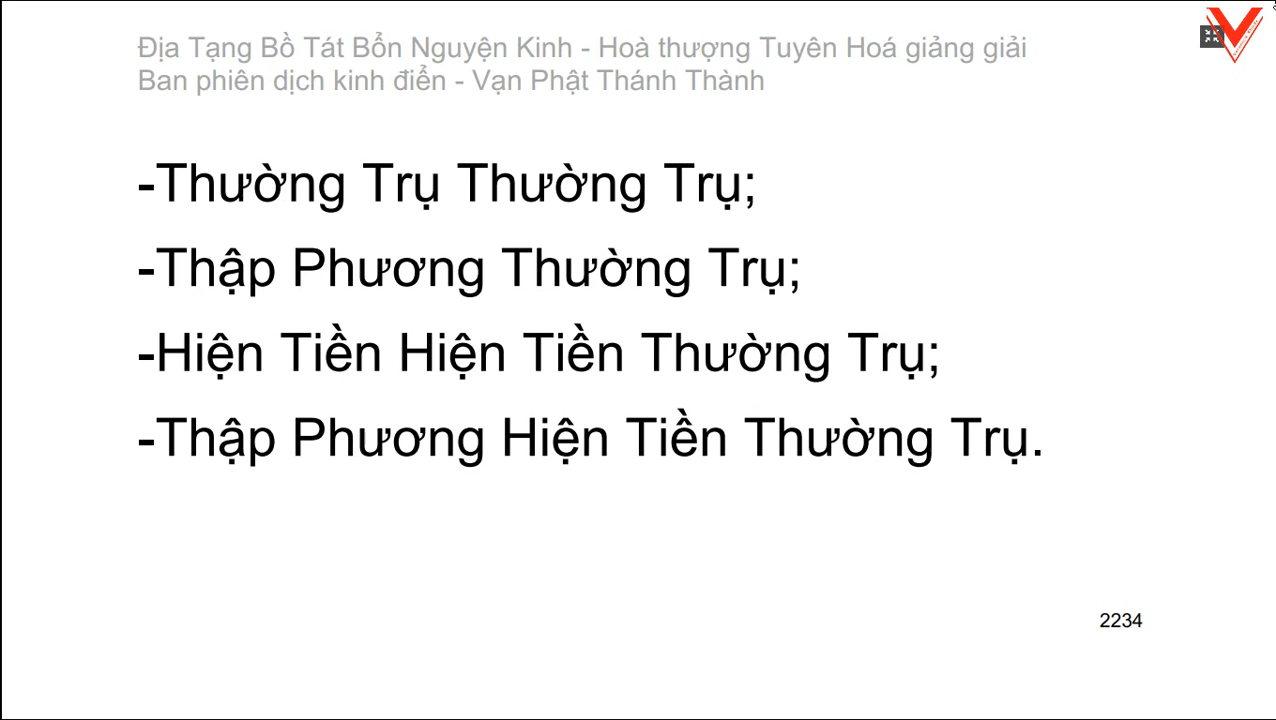 Địa Tạng Bồ Tát Bổn Nguyện Kinh - Hoà thượng Tuyên Hoá giảng giải
Ban phiên dịch kinh điển - Vạn Phật Thánh Thành
-Thường Trụ Thường Trụ;
-Thập Phương Thường Trụ;
-Hiện Tiền Hiện Tiền Thường Trụ;
-Thập Phương Hiện Tiền Thường Trụ.
2234